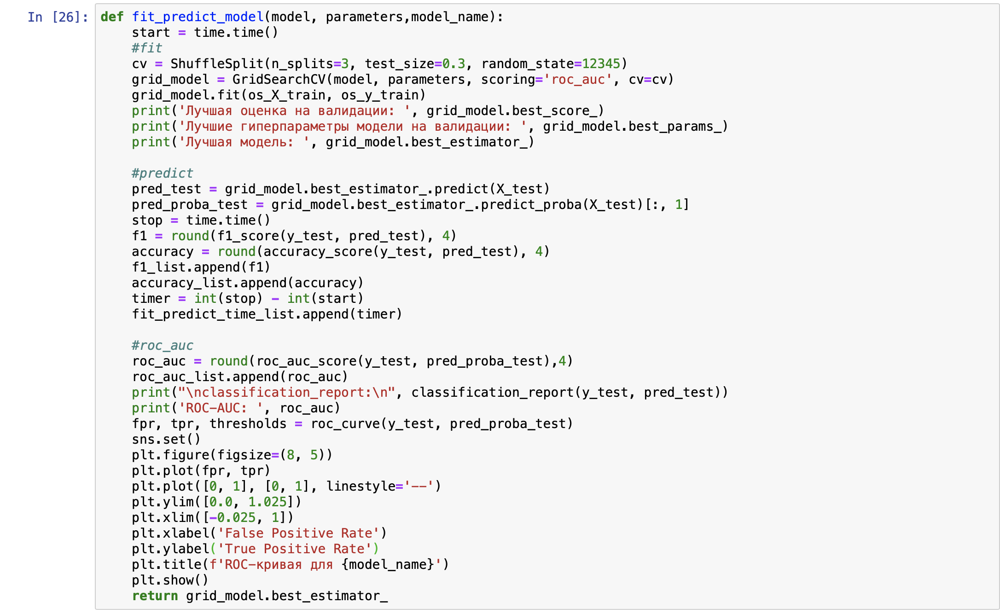 In [26]: def fit_predict_model(model, parameters,model_name):
    start = time.time()
    #fit
    cv = ShuffleSplit(n_splits=3, test_size=0.3, random_state=12345)
    grid_model = GridSearchCV(model, parameters, scoring='roc_auc', cv=cv)
    grid_model.fit(os_X_train, os_y_train)
    print('Лучшая оценка на валидации: ', grid_model.best_score_)
    print('Лучшие гиперпараметры модели на валидации: ', grid_model.best_params_)
    print('Лучшая модель: ', grid_model.best_estimator_)

    #predict
    pred_test = grid_model.best_estimator_.predict(X_test)
    pred_proba_test = grid_model.best_estimator_.predict_proba(X_test)[:, 1]
    stop = time.time()
    f1 = round(f1_score(y_test, pred_test), 4)
    accuracy = round(accuracy_score(y_test, pred_test), 4)
    f1_list.append(f1)
    accuracy_list.append(accuracy)
    timer = int(stop) - int(start)
    fit_predict_time_list.append(timer)

    #roc_auc
    roc_auc = round(roc_auc_score(y_test, pred_proba_test),4)
    roc_auc_list.append(roc_auc)
    print("\nclassification_report:\n", classification_report(y_test, pred_test))
    print('ROC-AUC: ', roc_auc)
    fpr, tpr, thresholds = roc_curve(y_test, pred_proba_test)
    sns.set()
    plt.figure(figsize=(8, 5))
    plt.plot(fpr, tpr)
    plt.plot([0, 1], [0, 1], linestyle='--')
    plt.ylim([0.0, 1.025])
    plt.xlim([-0.025, 1])
    plt.xlabel('False Positive Rate')
    plt.ylabel('True Positive Rate')
    plt.title(f'ROC-кривая для {model_name}')
    plt.show()
    return grid_model.best_estimator_